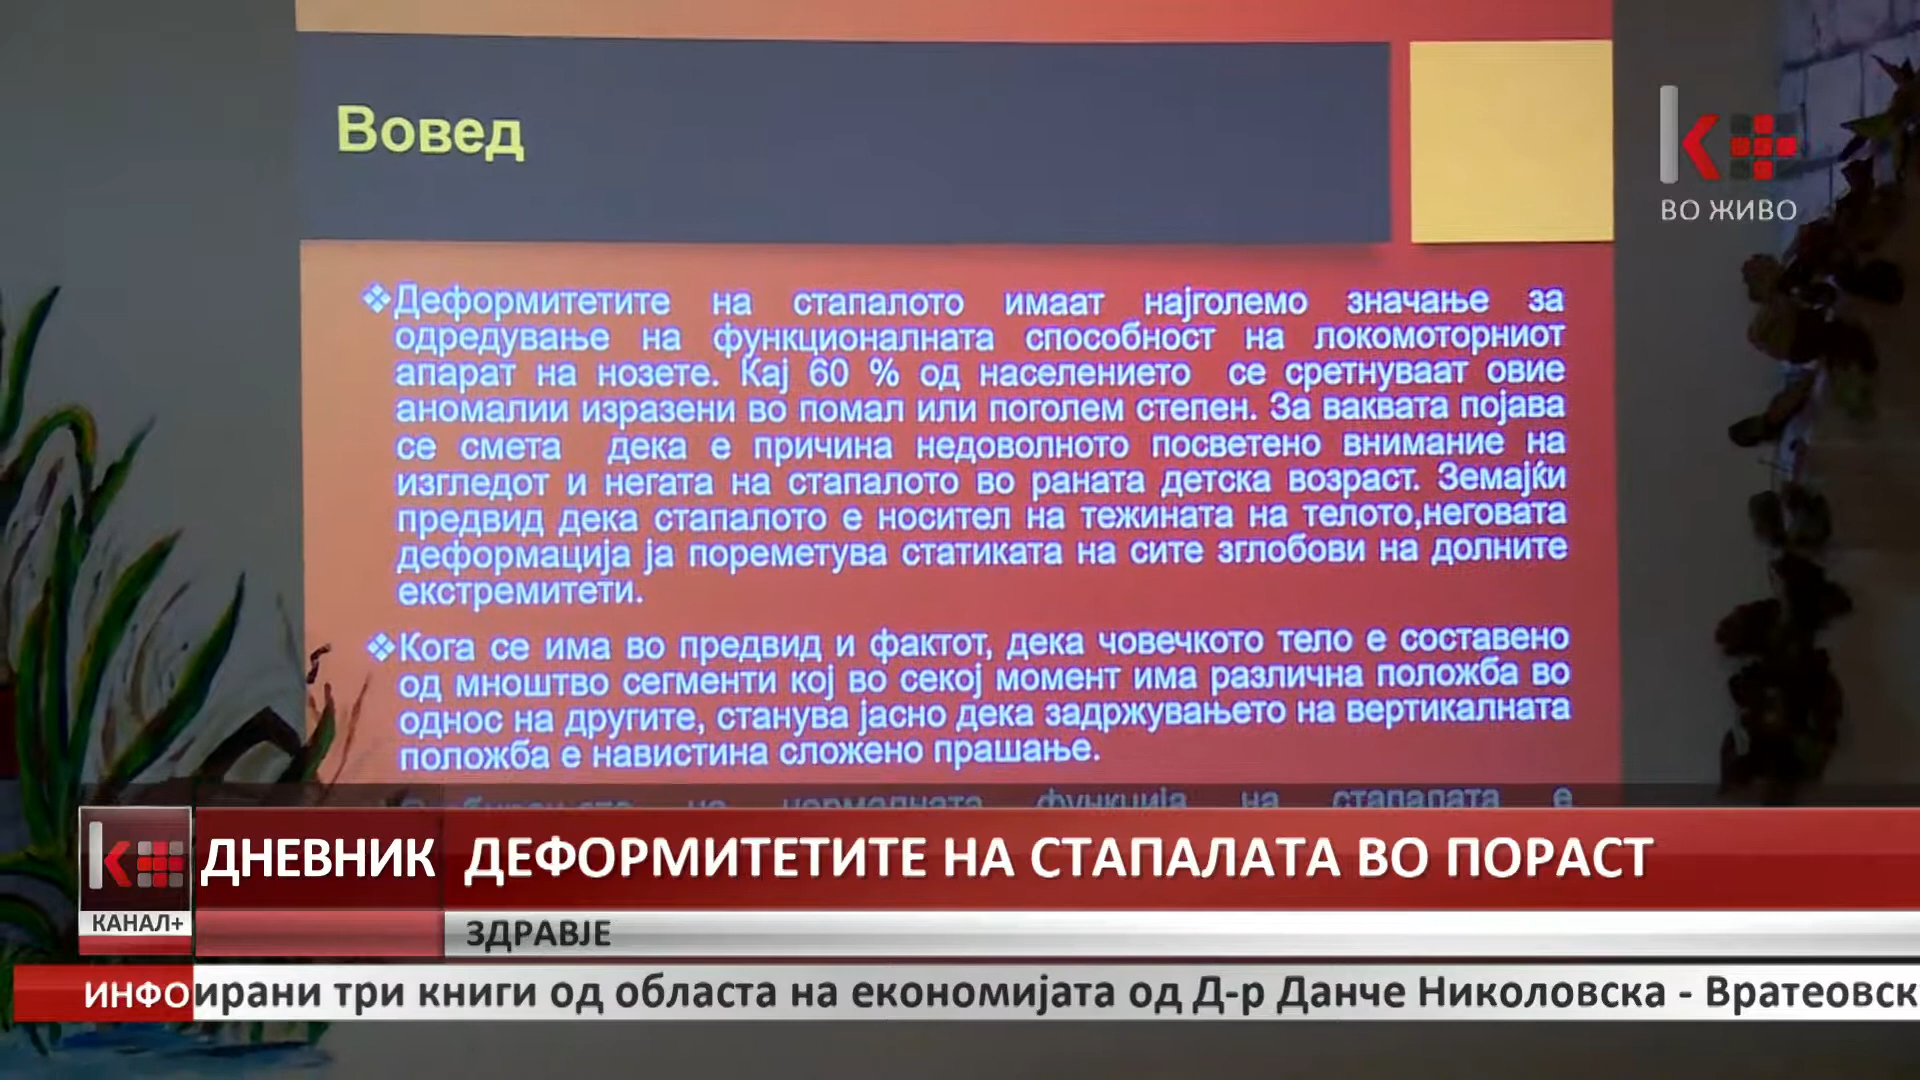 Вовед
ВО ЖИВО
❖Деформитетите на стапалото имаат најголемо значање за
одредување на функционалната способност на локомоторниот
апарат на нозете. Кај 60 % од населението се сретнуваат овие
аномалии изразени во помал или поголем степен. За ваквата појава
се смета дека е причина недоволното посветено внимание на
изгледот и негата на стапалото во раната детска возраст. Земајќи
предвид дека стапалото е носител на тежината на телото,неговата
деформација ја пореметува статиката на сите зглобови на долните
екстремитети.
❖Кога се има во предвид и фактот, дека човечкото тело е составено
од мноштво сегменти кој во секој момент има различна положба во
однос на другите, станува јасно дека задржувањето на вертикалната
положба е навистина сложено прашање.
на нормалната функција на стапалата е
ДНЕВНИК ДЕФОРМИТЕТИТЕ НА СТАПАЛАТА ВО ПОРАСТ
КАНАЛ+
ЗДРАВЈЕ
ИНФО ирани три книги од областа на економијата од Д-р Данче Николовска - Вратеовск